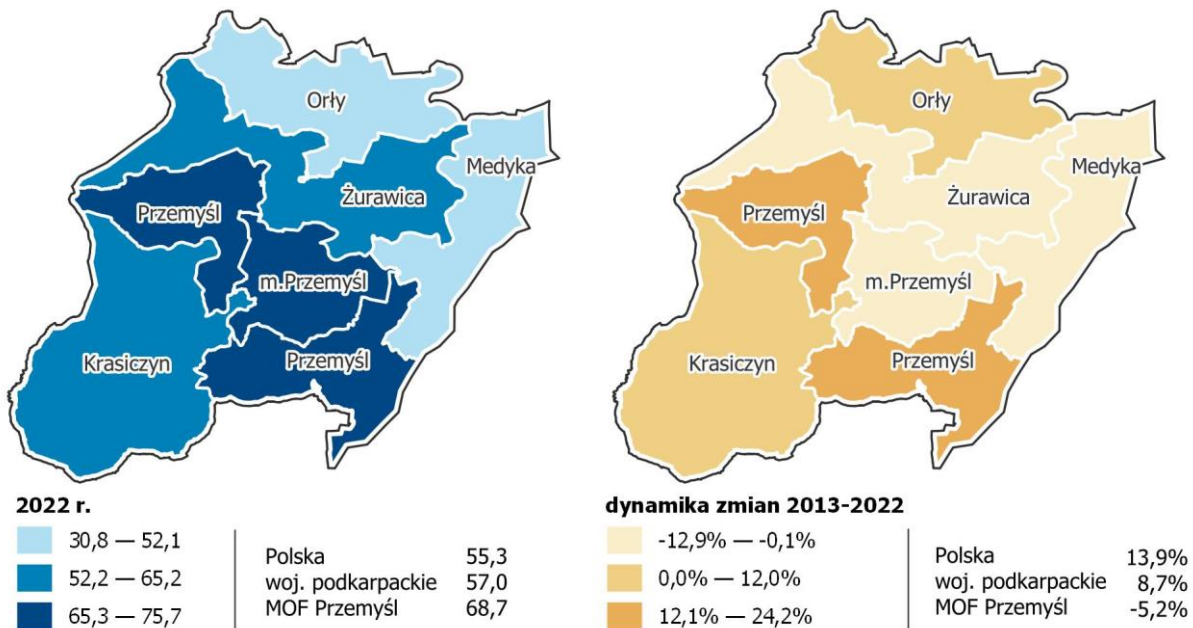 Orły
Medyka
Żurawica
Przemyśl
m.Przemyśl
Przemyśl
Krasiczyn
2022 r.
30,8 — 52,1
52,2 — 65,2
65,3 — 75,7
Polska 55,3
woj. podkarpackie 57,0
MOF Przemyśl 68,7
Orły
Medyka
Żurawica
Przemyśl
m.Przemyśl
Przemyśl
Krasiczyn
dynamika zmian 2013-2022
-12,9% — -0,1%
0,0% — 12,0%
12,1% — 24,2%
Polska 13,9%
woj. podkarpackie 8,7%
MOF Przemyśl -5,2%